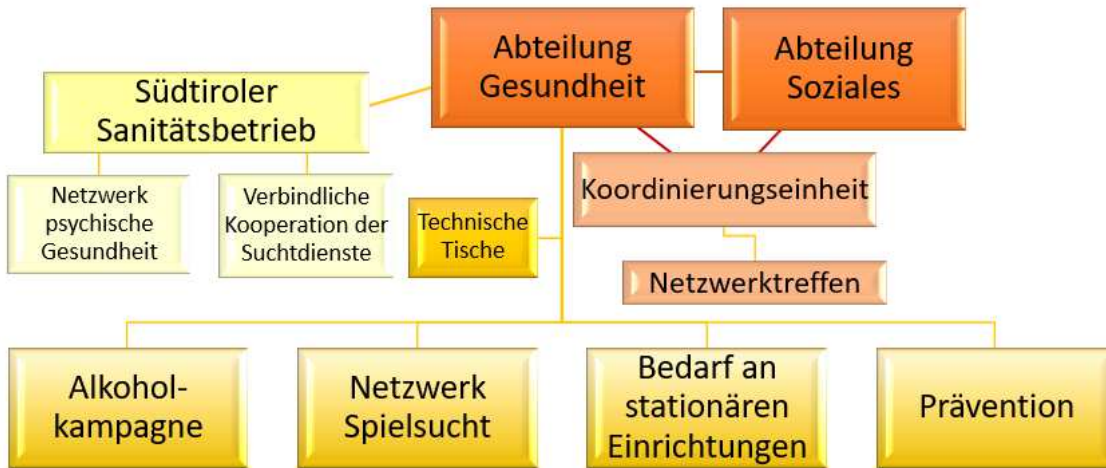 Abteilung
Gesundheit
Abteilung
Soziales
Südtiroler
Sanitätsbetrieb
Koordinierungseinheit
Netzwerk
psychische
Gesundheit
Verbindliche
Kooperation der
Suchtdienste
Technische
Tische
Netzwerktreffen
Alkohol-
kampagne
Netzwerk
Spielsucht
Bedarf an
stationären
Einrichtungen
Prävention